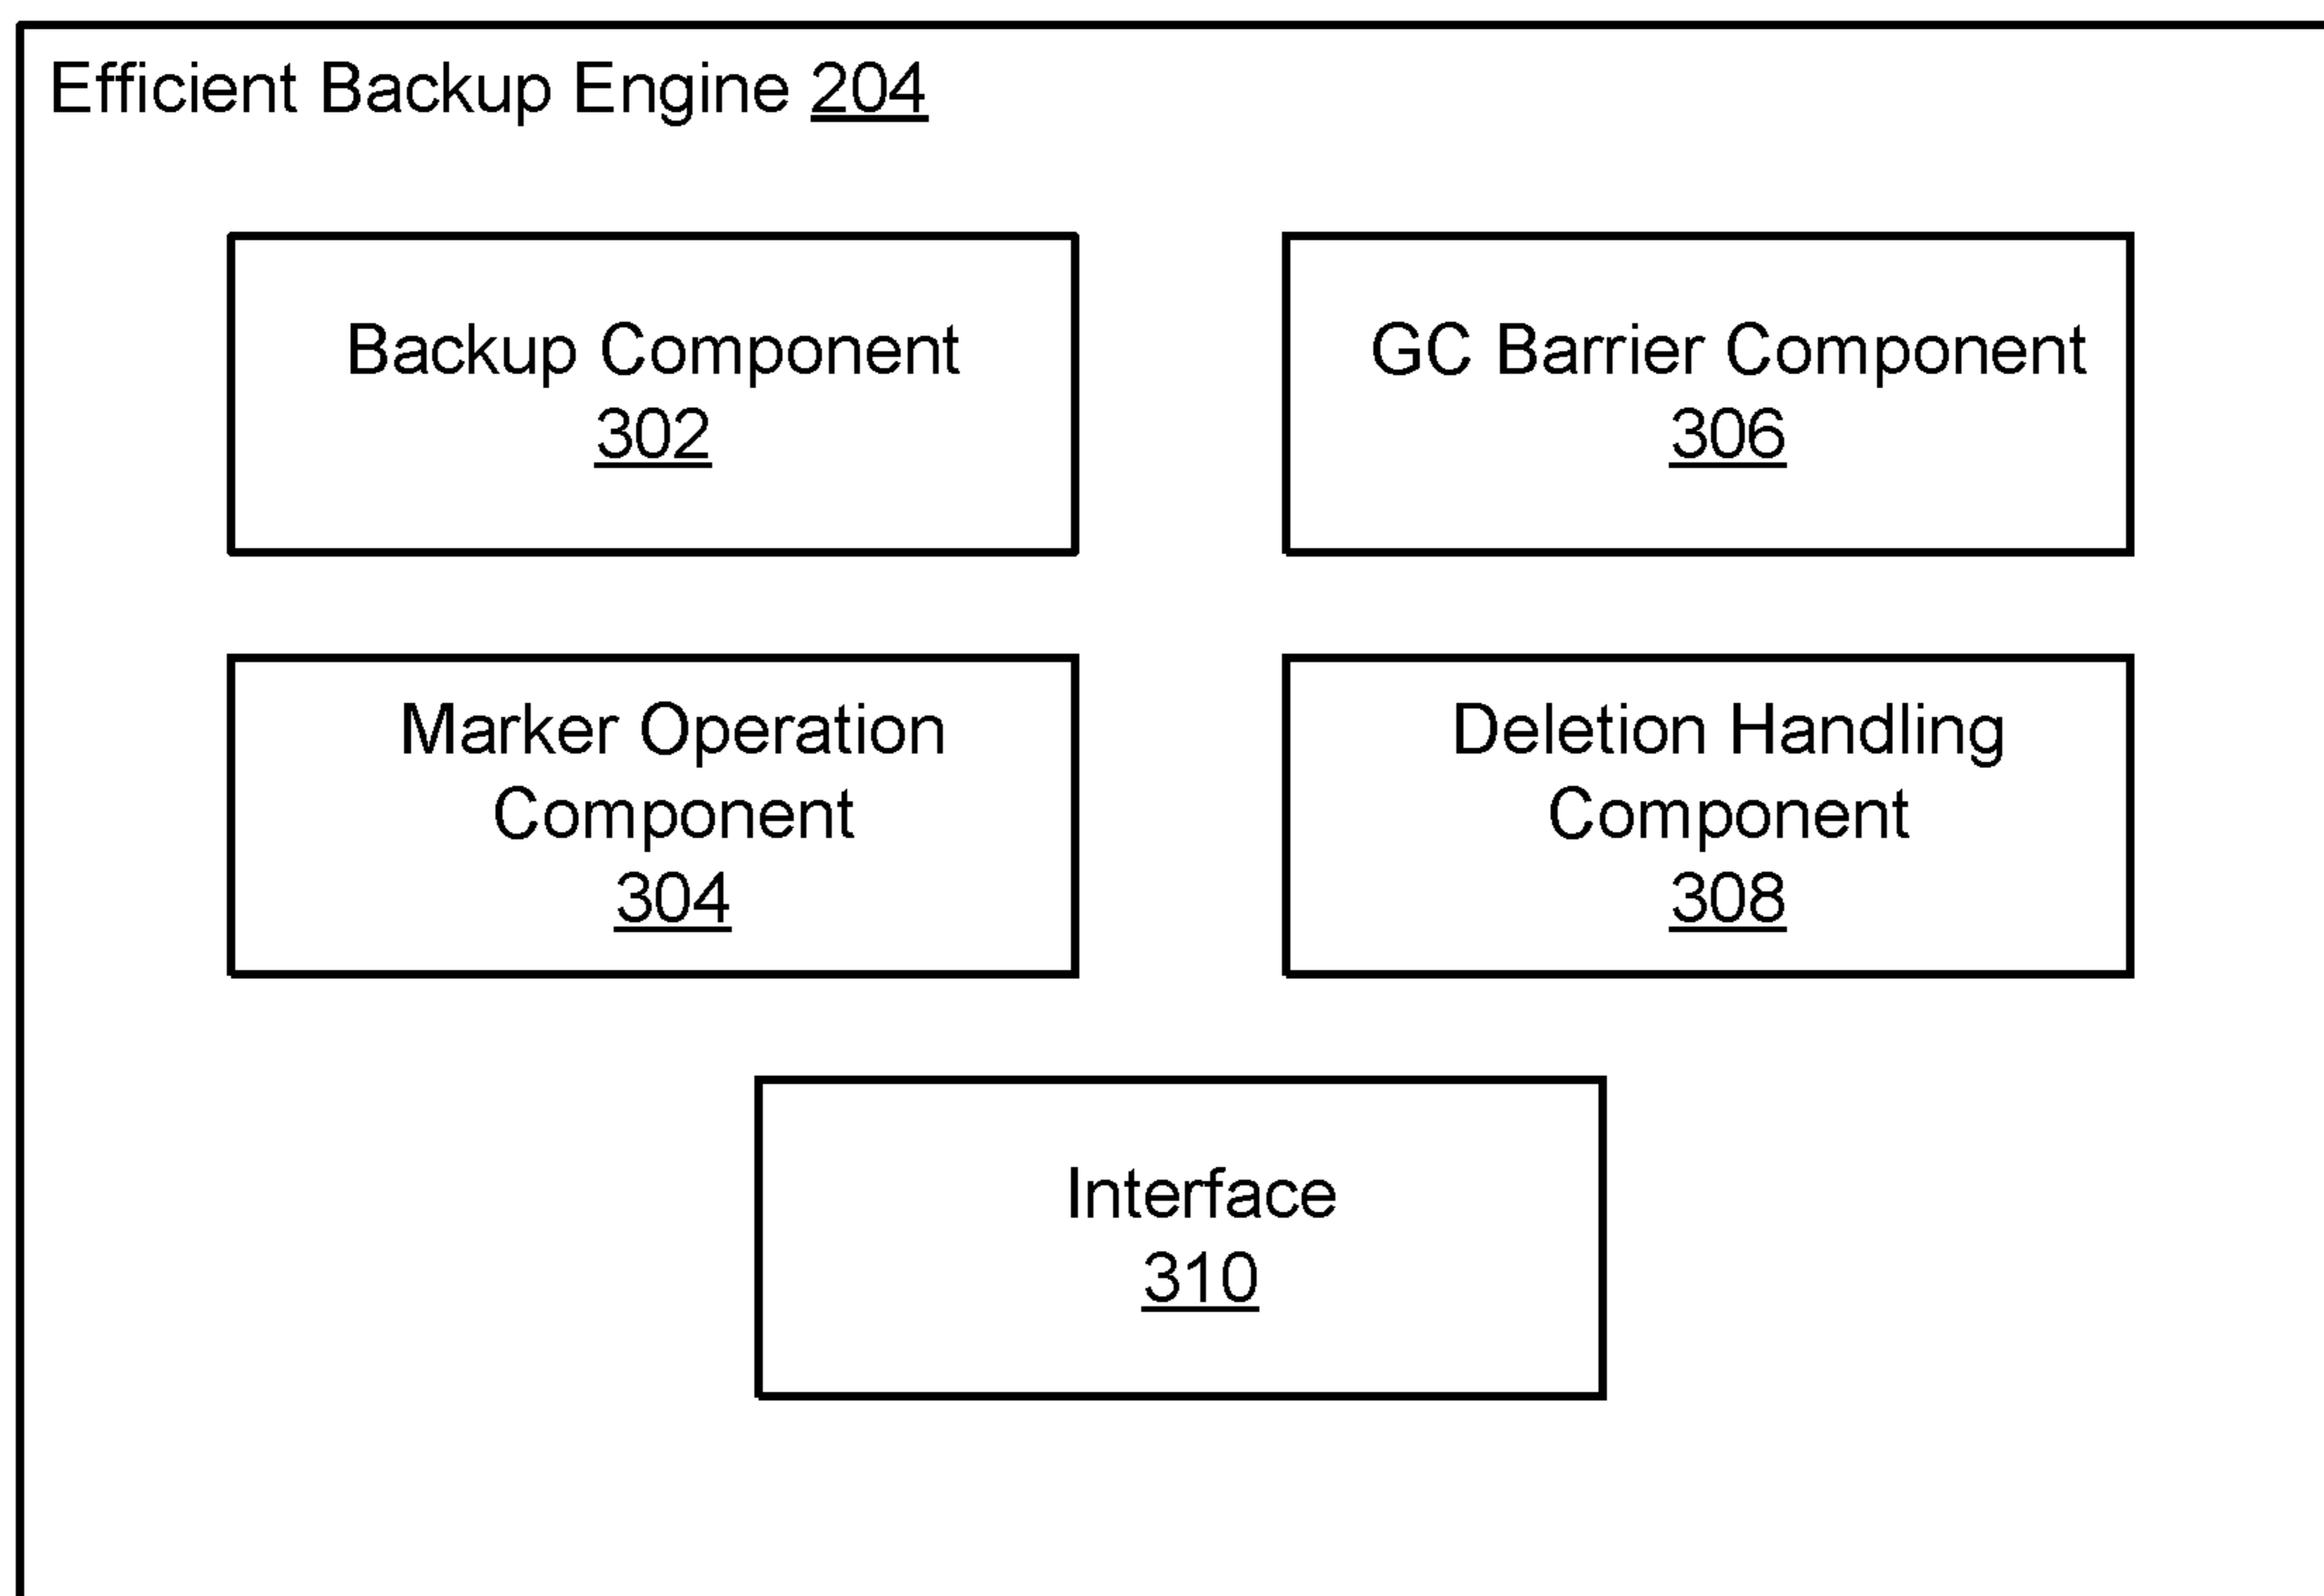 Efficient Backup Engine 204
Backup Component
302
GC Barrier Component
306
Marker Operation
Component
304
Deletion Handling
Component
308
Interface
310